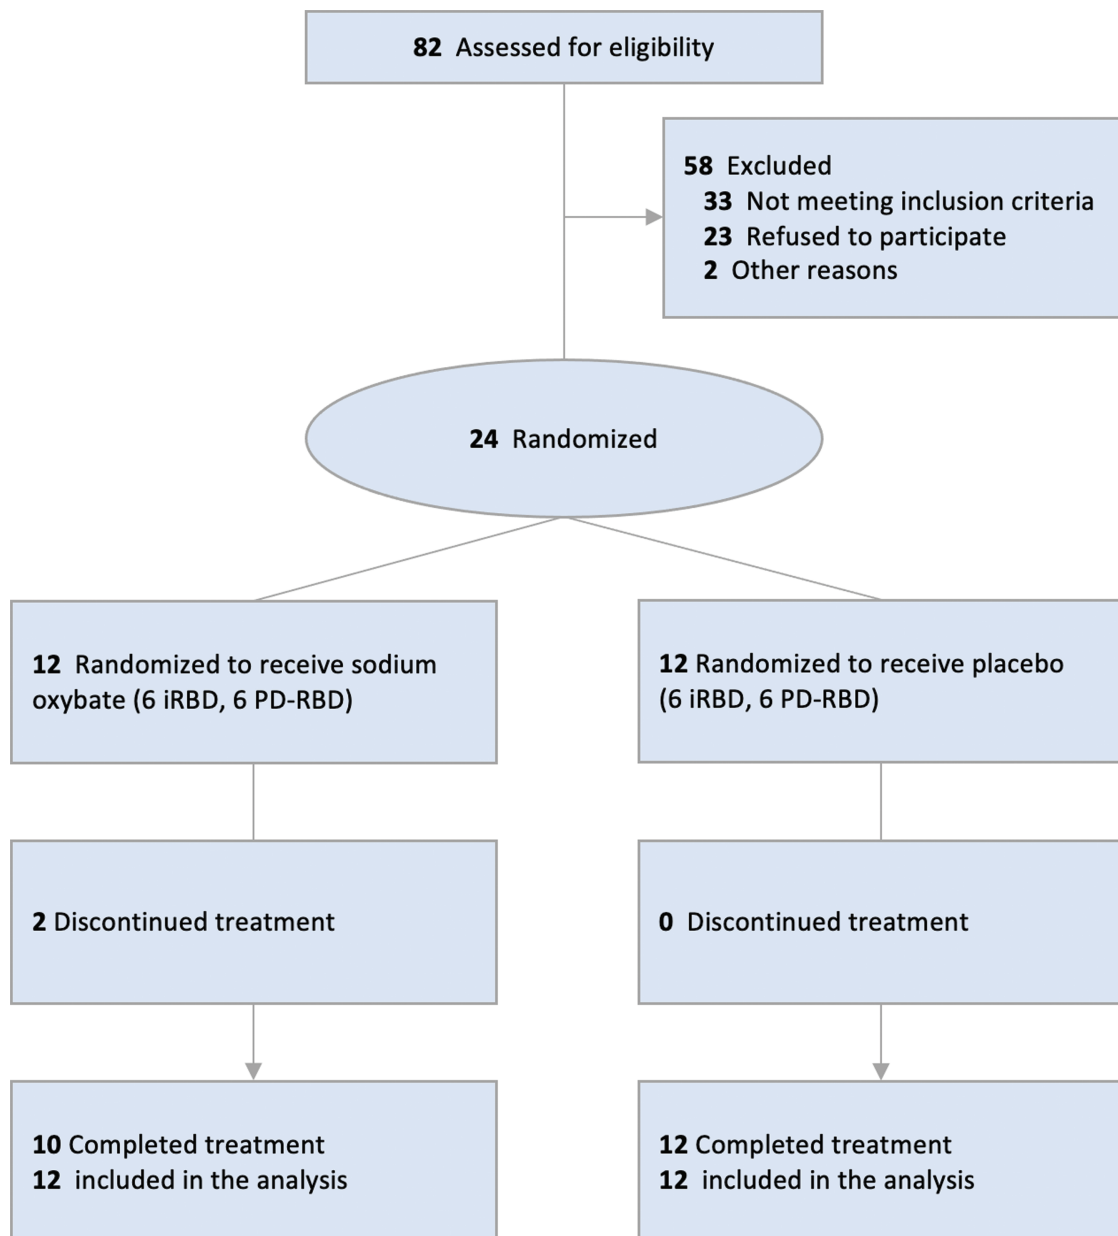 82 Assessed for eligibility
58 Excluded
33 Not meeting inclusion criteria
23 Refused to participate
2 Other reasons
24 Randomized
12 Randomized to receive sodium
oxybate (6 iRBD, 6 PD-RBD)
12 Randomized to receive placebo
(6 iRBD, 6 PD-RBD)
2 Discontinued treatment
0 Discontinued treatment
10 Completed treatment
12 included in the analysis
12 Completed treatment
12 included in the analysis